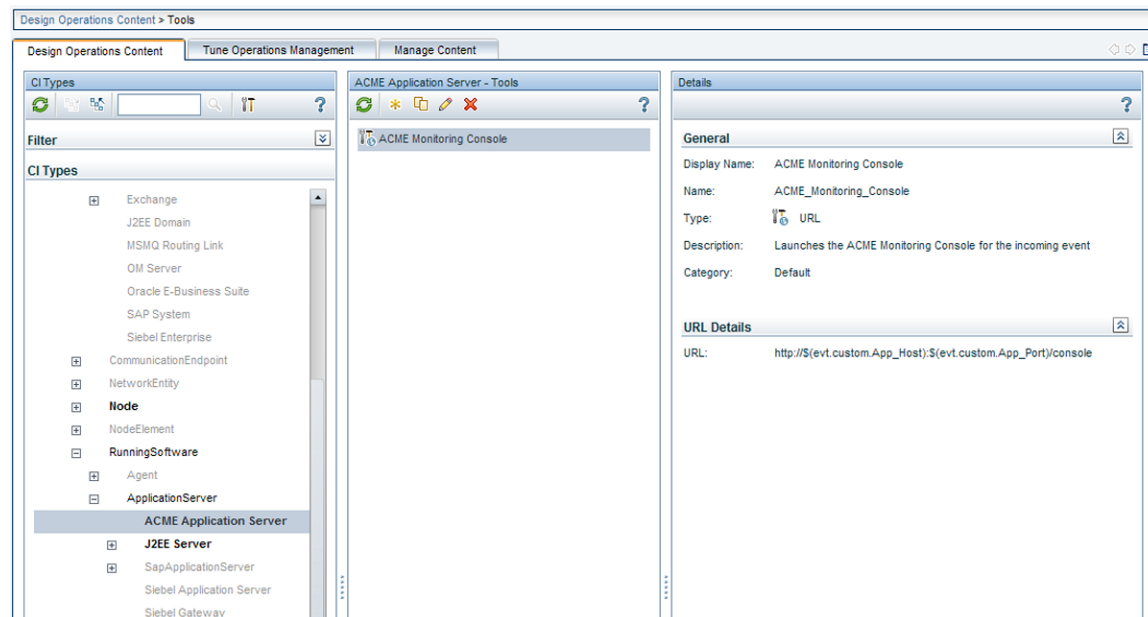 Design Operations Content > Tools
Design Operations Content
Tune Operations Management
Manage Content
CI Types
?
Filter
CI Types
Exchange
J2EE Domain
MSMQ Routing Link
OM Server
Oracle E-Business Suite
SAP System
Siebel Enterprise
CommunicationEndpoint
NetworkEntity
Node
NodeElement
RunningSoftware
Agent
ApplicationServer
ACME Application Server
J2EE Server
SapApplicationServer
Siebel Application Server
Siebel Gateway
ACME Application Server - Tools
?
ACME Monitoring Console
Details
?
General
Display Name: ACME Monitoring Console
Name: ACME_Monitoring_Console
Type: URL
Description: Launches the ACME Monitoring Console for the incoming event
Category: Default
URL Details
URL: http://$(evt.custom.App_Host):$(evt.custom.App_Port)/console